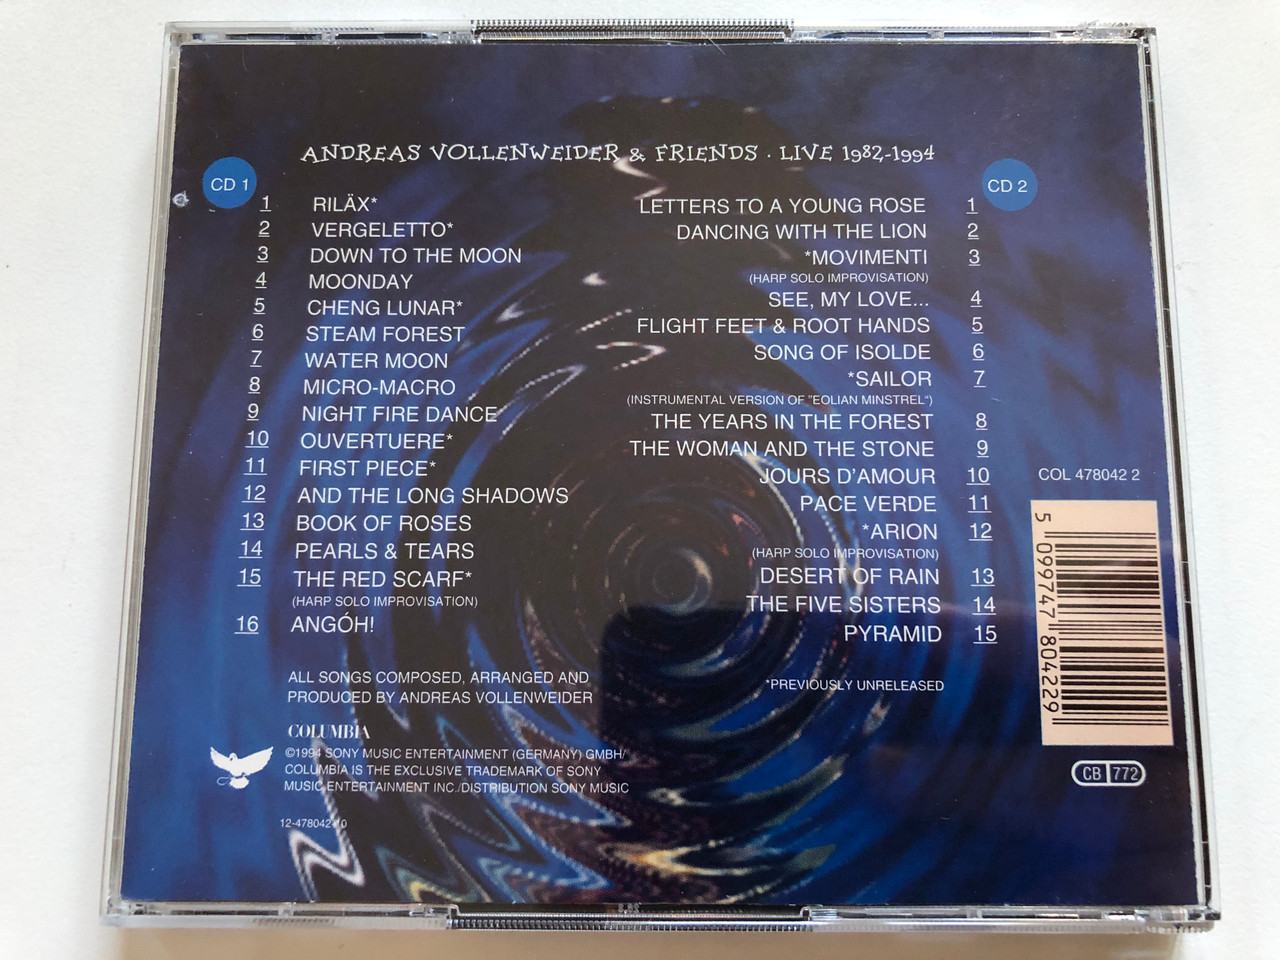 ANDREAS VOLLENWEIDER & FRIENDS . LIVE 1982-1994
CD 1
1 RILÄX*
2 VERGELETTO*
3 DOWN TO THE MOON
4 MOONDAY
5 CHENG LUNAR*
6 STEAM FOREST
7 WATER MOON
8 MICRO-MACRO
9 NIGHT FIRE DANCE
10 OUVERTUERE*
11 FIRST PIECE*
12 AND THE LONG SHADOWS
13 BOOK OF ROSES
14 PEARLS & TEARS
15 THE RED SCARF*
(HARP SOLO IMPROVISATION)
16 ANGÓH!
CD 2
LETTERS TO A YOUNG ROSE 1
DANCING WITH THE LION 2
*MOVIMENTI 3
(HARP SOLO IMPROVISATION)
SEE, MY LOVE... 4
FLIGHT FEET & ROOT HANDS 5
SONG OF ISOLDE 6
*SAILOR 7
(INSTRUMENTAL VERSION OF "EOLIAN MINSTREL")
THE YEARS IN THE FOREST 8
THE WOMAN AND THE STONE 9
JOURS D'AMOUR 10
PACE VERDE 11
*ARION 12
(HARP SOLO IMPROVISATION)
DESERT OF RAIN 13
THE FIVE SISTERS 14
PYRAMID 15
*PREVIOUSLY UNRELEASED
ALL SONGS COMPOSED, ARRANGED AND
PRODUCED BY ANDREAS VOLLENWEIDER
COLUMBIA
©1994 SONY MUSIC ENTERTAINMENT (GERMANY) GMBH/
COLUMBIA IS THE EXCLUSIVE TRADEMARK OF SONY
MUSIC ENTERTAINMENT INC./DISTRIBUTION SONY MUSIC
12-478042-10
COL 478042 2
5 099747 804229
CB 772